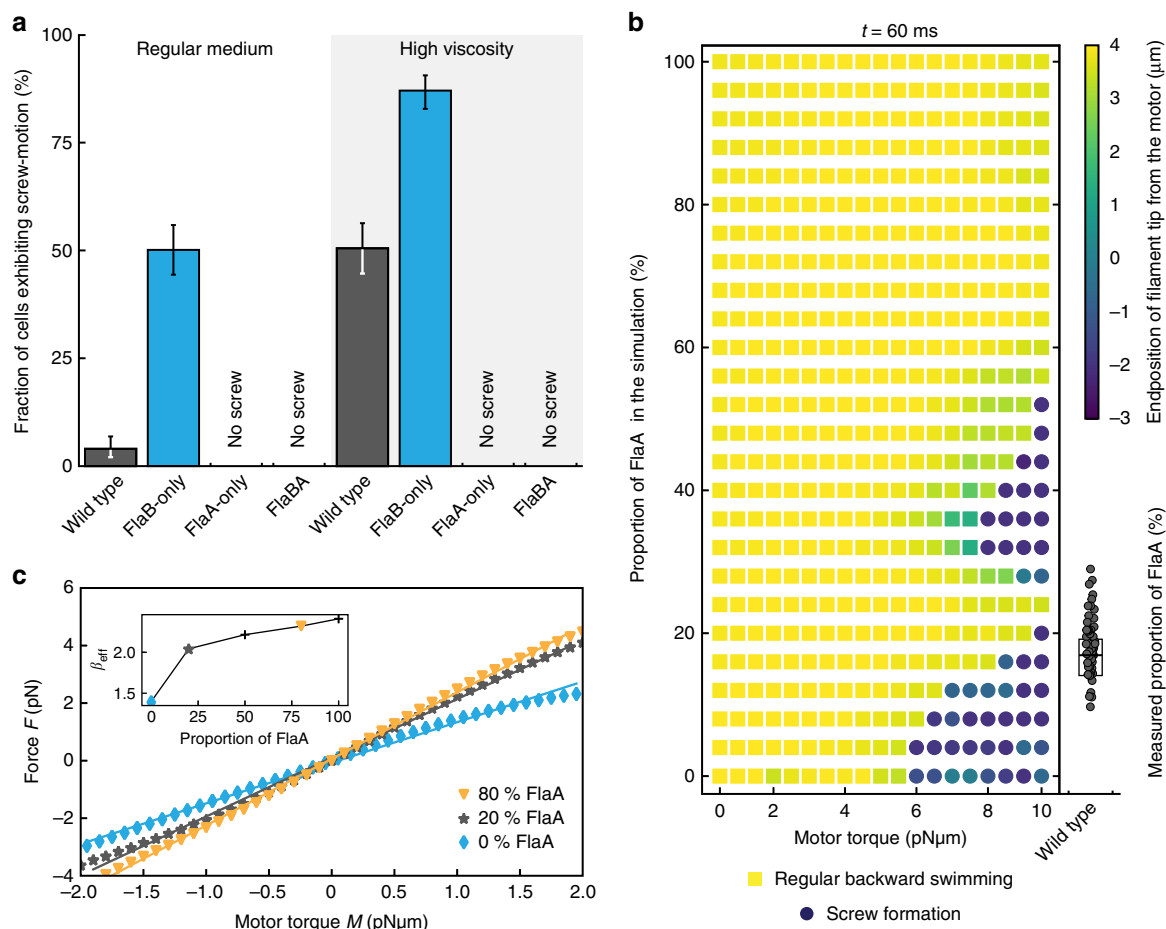 a
Regular medium
High viscosity
Fraction of cells exhibiting screw-motion (%)
100
75
50
25
0
No screw
No screw
No screw
No screw
Wild type
FlaB-only
FlaA-only
FlaBA
Wild type
FlaB-only
FlaA-only
FlaBA
b
t = 60 ms
Proportion of FlaA in the simulation (%)
100
80
60
40
20
0
0
2
4
6
8
10
Motor torque (pNμm)
Wild type
Regular backward swimming
Screw formation
4
3
2
1
0
−1
−2
−3
Endposition of filament tip from the motor (μm)
Measured proportion of FlaA (%)
c
Force F (pN)
6
4
2
0
−2
−4
−2.0
−1.5
−1.0
−0.5
0
0.5
1.0
1.5
2.0
Motor torque M (pNμm)
βeff
2.0
1.5
0
25
50
75
100
Proportion of FlaA
80 % FlaA
20 % FlaA
0 % FlaA